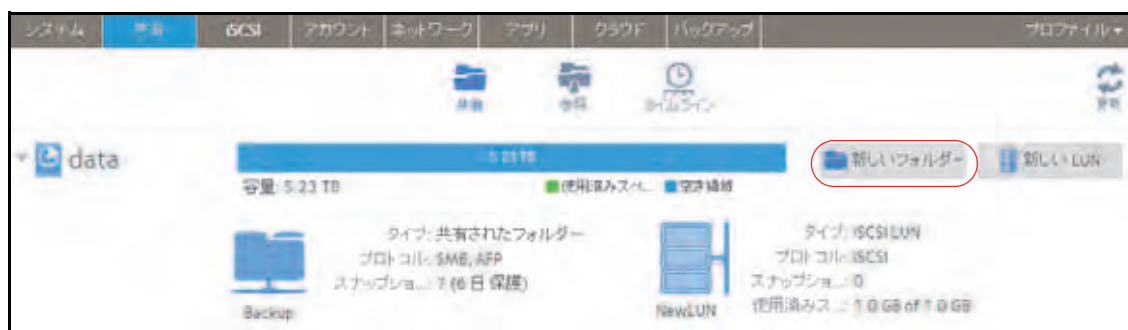 システム 共有 iSCSI アカウント ネットワーク アプリ クラウド バックアップ プロファイル
共有 参照 タイムライン 更新
data 5.23 TB 新しいフォルダー 新しい LUN
容量: 5.23 TB 使用済みスペ... 空き領域
タイプ: 共有されたフォルダー
プロトコル: SMB, AFP
スナップショ...: 7 (6 日 保護)
Backup
タイプ: iSCSI LUN
プロトコル: iSCSI
スナップショ...: 0
使用済みス...: 1.0 GB of 1.0 GB
NewLUN